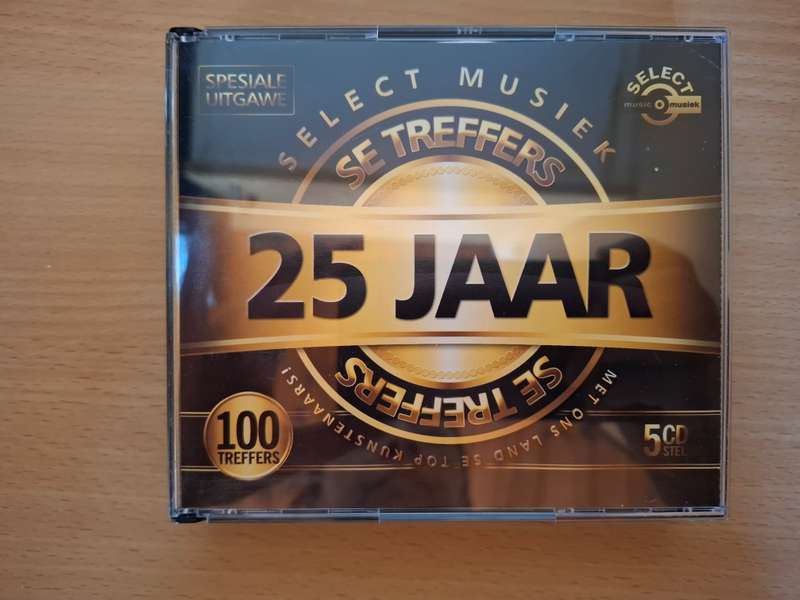 SPESIALE
UITGAWE
SELECT MUSIEK
SELECT
music musiek
SE TREFFERS
25 JAAR
SE TREFFERS
MET ONS LAND SE TOP KUNSTENAARS!
100
TREFFERS
5CD
STEL